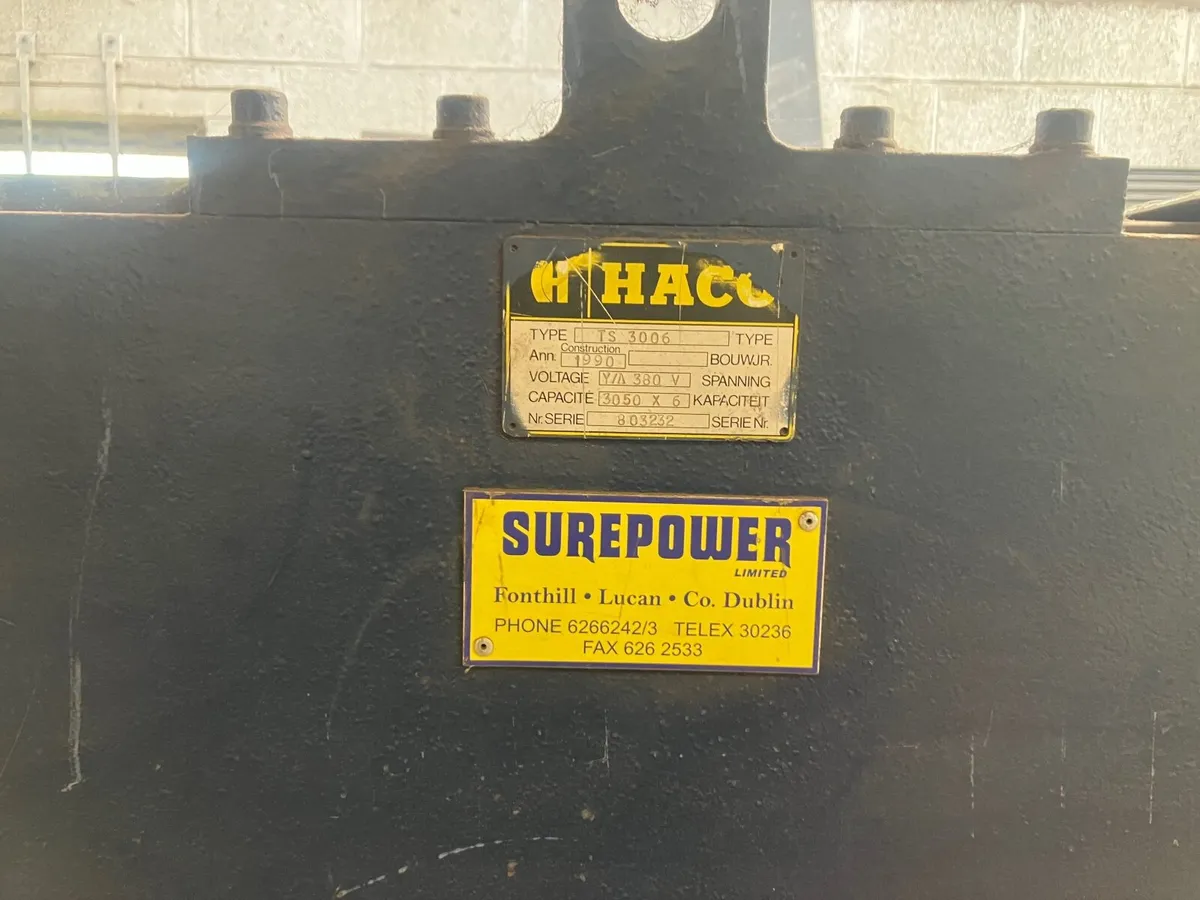 H HACO
TYPE TS 3006 TYPE
Ann. Construction 1990 BOUWJR.
VOLTAGE Y/Δ 380 V SPANNING
CAPACITÉ 3050 X 6 KAPACITEIT
Nr. SERIE 803232 SERIE Nr.
SUREPOWER
LIMITED
Fonthill • Lucan • Co. Dublin
PHONE 6266242/3 TELEX 30236
FAX 626 2533